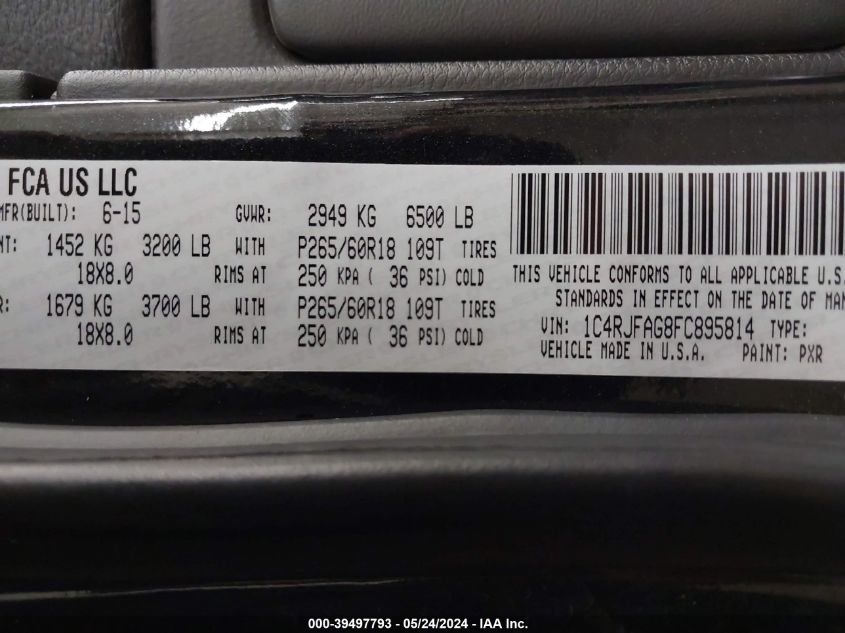 FCA US LLC
MFR(BUILT): 6-15 GVWR: 2949 KG 6500 LB
NT: 1452 KG 3200 LB WITH P265/60R18 109T TIRES
18X8.0 RIMS AT 250 KPA ( 36 PSI) COLD
R: 1679 KG 3700 LB WITH P265/60R18 109T TIRES
18X8.0 RIMS AT 250 KPA ( 36 PSI) COLD
THIS VEHICLE CONFORMS TO ALL APPLICABLE U.S.
STANDARDS IN EFFECT ON THE DATE OF MAN
VIN: 1C4RJFAG8FC895814 TYPE:
VEHICLE MADE IN U.S.A. PAINT: PXR
000-39497793 - 05/24/2024 - IAA Inc.